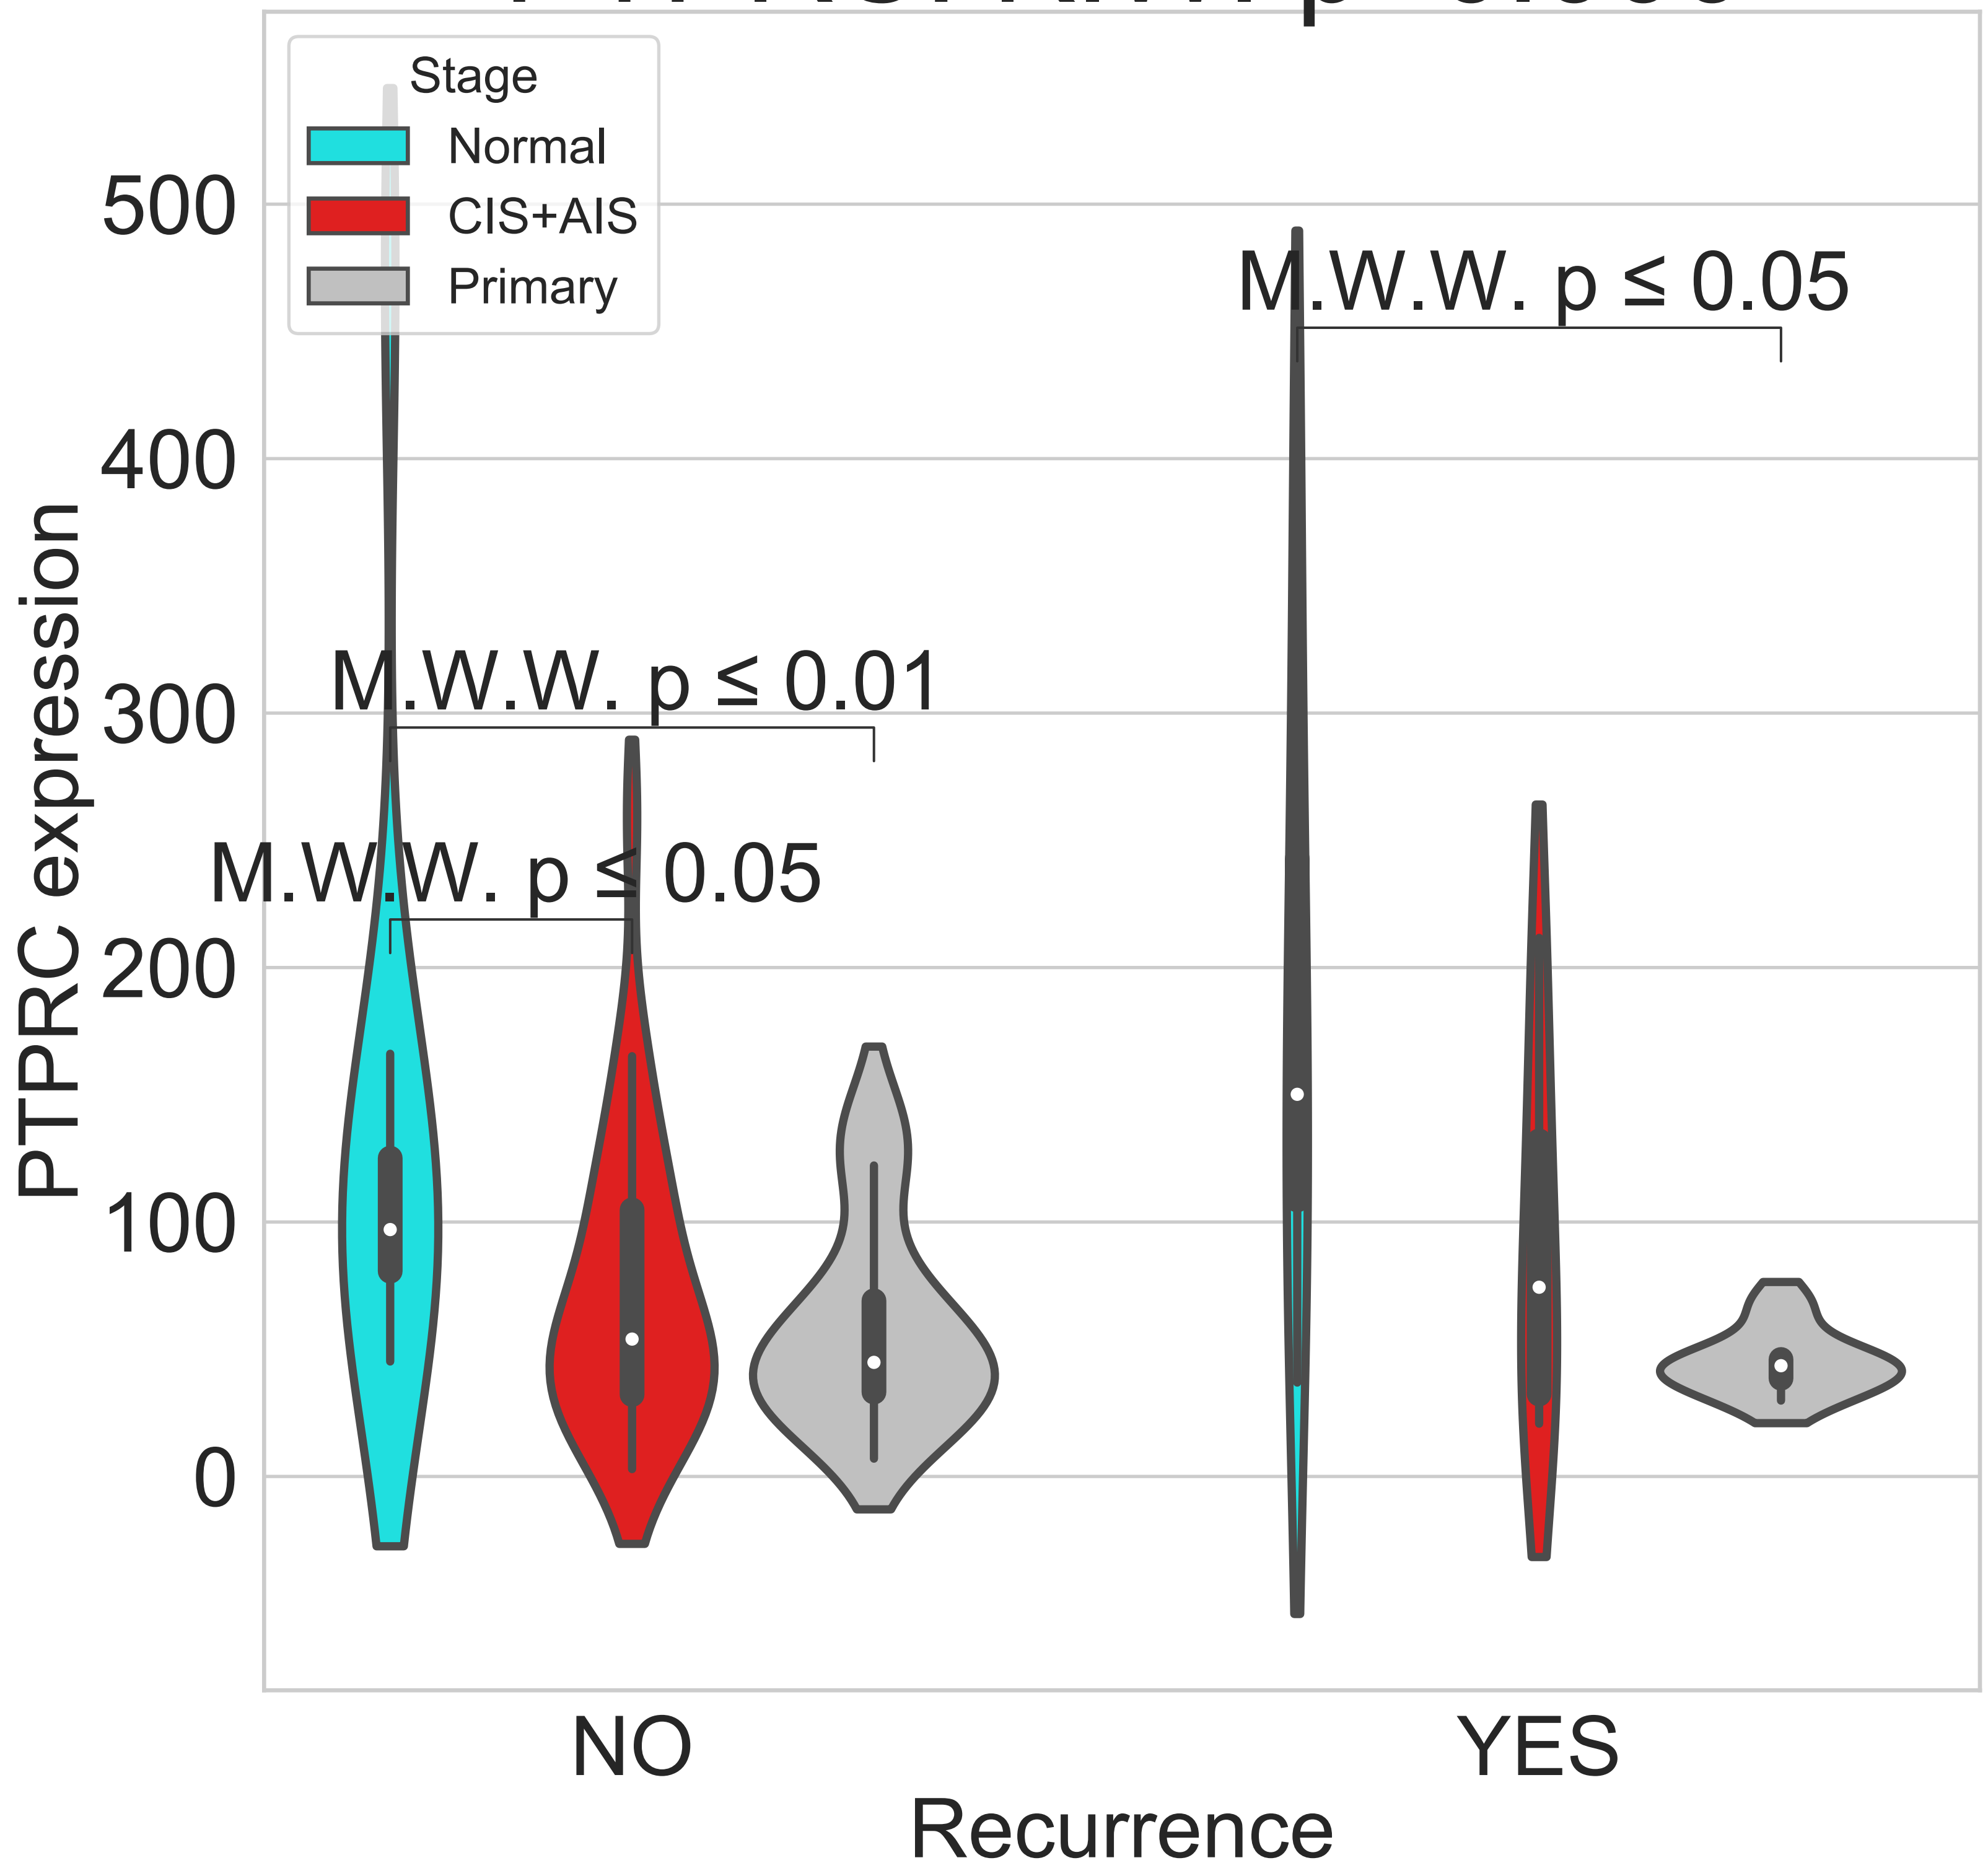 Stage
Normal
CIS+AIS
Primary
M.W.W. p ≤ 0.05
M.W.W. p ≤ 0.01
M.W.W. p ≤ 0.05
500
400
300
200
100
0
PTPRC expression
NO
YES
Recurrence